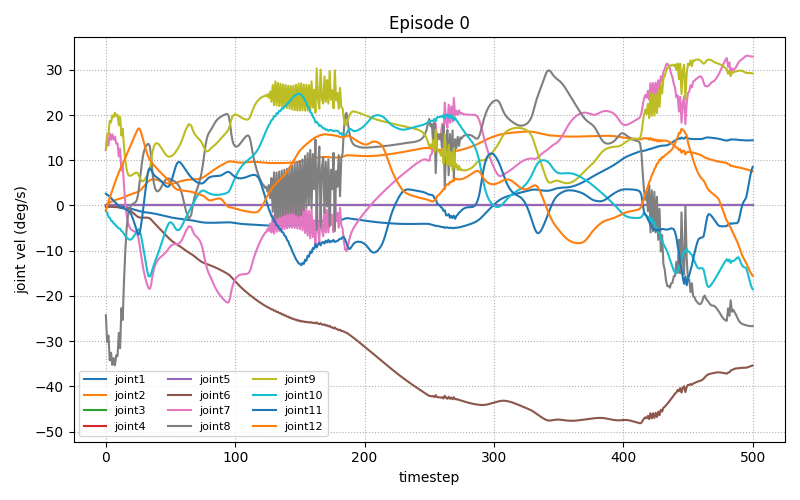 Episode 0
joint vel (deg/s)
30
20
10
0
−10
−20
−30
−40
−50
joint1
joint2
joint3
joint4
joint5
joint6
joint7
joint8
joint9
joint10
joint11
joint12
0
100
200
300
400
500
timestep